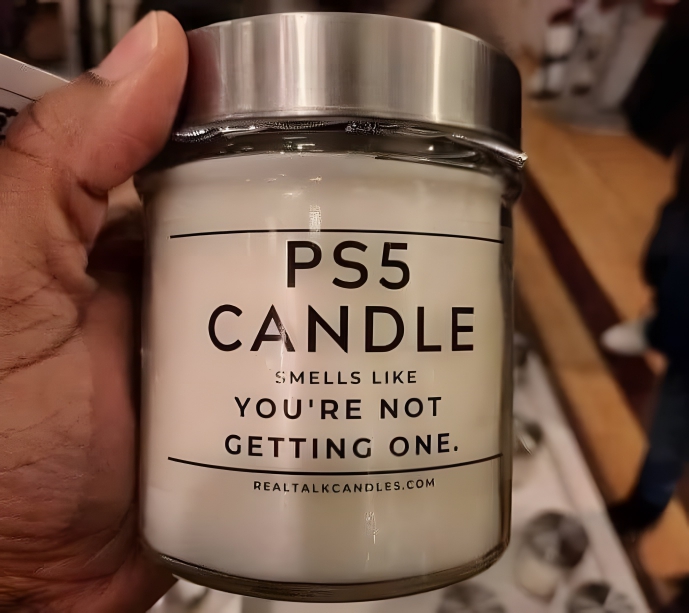 PS5
CANDLE
SMELLS LIKE
YOU'RE NOT
GETTING ONE.
REALTALKCANDLES.COM